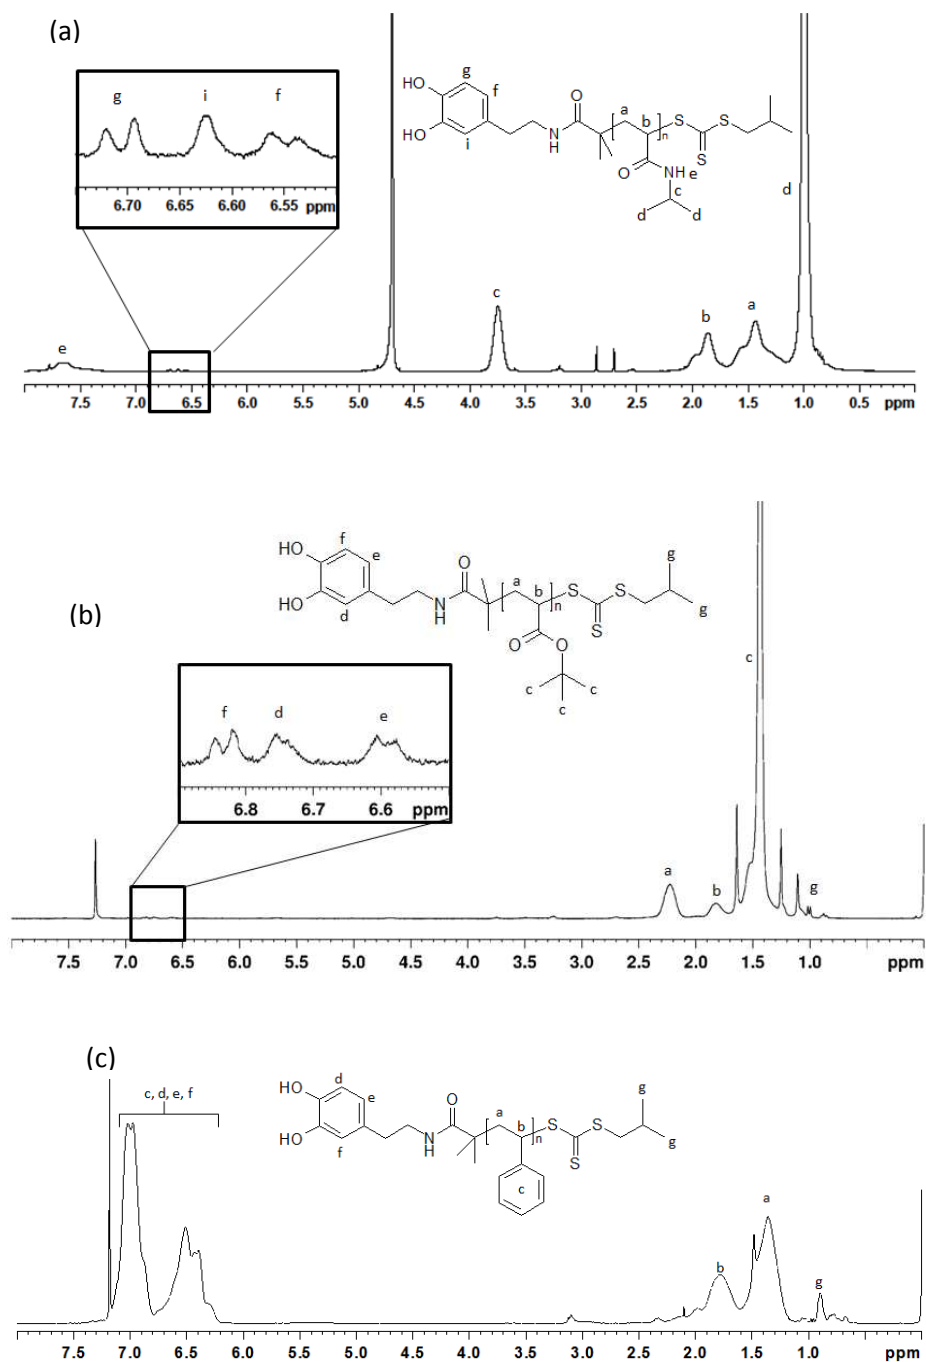 (a)
g i f
6.70 6.65 6.60 6.55 ppm
HO
HO
g
f
i
O
N
H
a
b
n
S
S
S
O
NH e
c
d
d
d
c
b
a
e
7.5 7.0 6.5 6.0 5.5 5.0 4.5 4.0 3.5 3.0 2.5 2.0 1.5 1.0 0.5 ppm
(b)
HO
HO
f
e
d
O
N
H
a
b
n
S
S
S
g
g
O
O
c
c
c
c
f d e
6.8 6.7 6.6 ppm
a
b
g
7.5 7.0 6.5 6.0 5.5 5.0 4.5 4.0 3.5 3.0 2.5 2.0 1.5 1.0 ppm
(c)
c, d, e, f
HO
HO
d
e
f
O
N
H
a
b
n
S
S
S
g
g
c
a
b
g
7.5 7.0 6.5 6.0 5.5 5.0 4.5 4.0 3.5 3.0 2.5 2.0 1.5 1.0 ppm